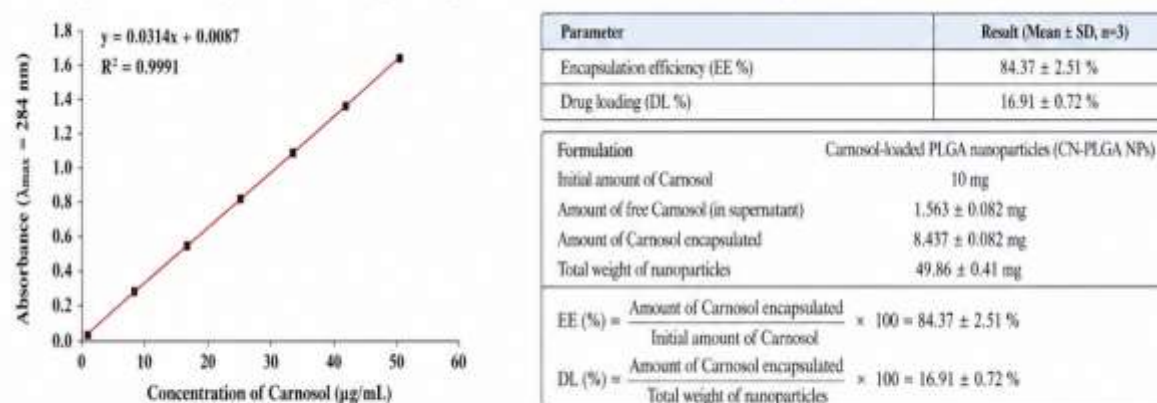 y = 0.0314x + 0.0087
R² = 0.9991
Absorbance (λmax = 284 nm)
1.8
1.6
1.4
1.2
1.0
0.8
0.6
0.4
0.2
0.0
0 10 20 30 40 50 60
Concentration of Carnosol (µg/mL)
Parameter Result (Mean ± SD, n=3)
Encapsulation efficiency (EE %) 84.37 ± 2.51 %
Drug loading (DL %) 16.91 ± 0.72 %
Formulation Carnosol-loaded PLGA nanoparticles (CN-PLGA NPs)
Initial amount of Carnosol 10 mg
Amount of free Carnosol (in supernatant) 1.563 ± 0.082 mg
Amount of Carnosol encapsulated 8.437 ± 0.082 mg
Total weight of nanoparticles 49.86 ± 0.41 mg
Amount of Carnosol encapsulated
EE (%) = × 100 = 84.37 ± 2.51 %
Initial amount of Carnosol
Amount of Carnosol encapsulated
DL (%) = × 100 = 16.91 ± 0.72 %
Total weight of nanoparticles